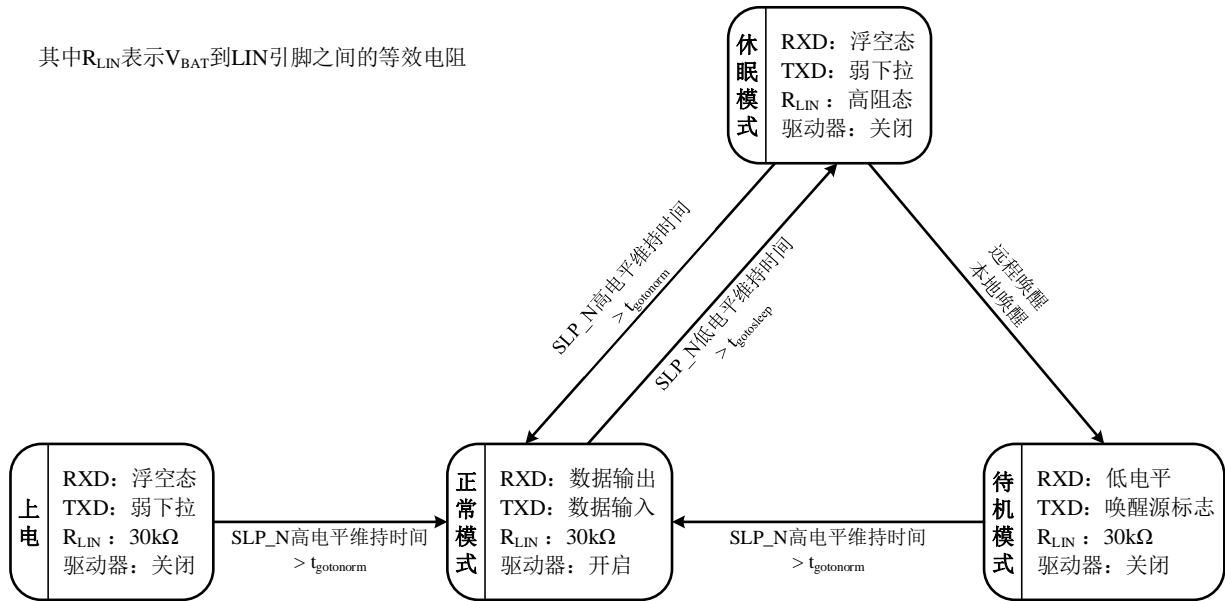 其中RLIN表示VBAT到LIN引脚之间的等效电阻
休眠模式
RXD：浮空态
TXD：弱下拉
RLIN：高阻态
驱动器：关闭
SLP_N高电平维持时间
> tgotonorm
SLP_N低电平维持时间
> tgotosleep
远程唤醒
本地唤醒
上电
RXD：浮空态
TXD：弱下拉
RLIN：30kΩ
驱动器：关闭
SLP_N高电平维持时间
> tgotonorm
正常模式
RXD：数据输出
TXD：数据输入
RLIN：30kΩ
驱动器：开启
SLP_N高电平维持时间
> tgotonorm
待机模式
RXD：低电平
TXD：唤醒源标志
RLIN：30kΩ
驱动器：关闭